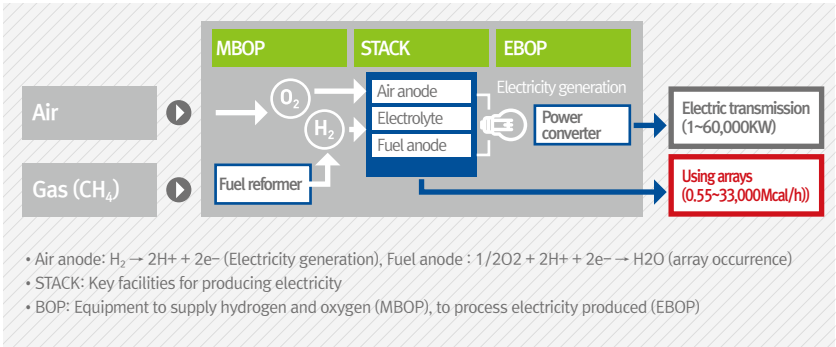 MBOP
STACK
EBOP
Air
Gas (CH₄)
O₂
H₂
Fuel reformer
Air anode
Electrolyte
Fuel anode
Electricity generation
Power
converter
Electric transmission
(1~60,000KW)
Using arrays
(0.55~33,000Mcal/h))
• Air anode: H₂ → 2H+ + 2e− (Electricity generation), Fuel anode : 1/2O2 + 2H+ + 2e− → H2O (array occurrence)
• STACK: Key facilities for producing electricity
• BOP: Equipment to supply hydrogen and oxygen (MBOP), to process electricity produced (EBOP)